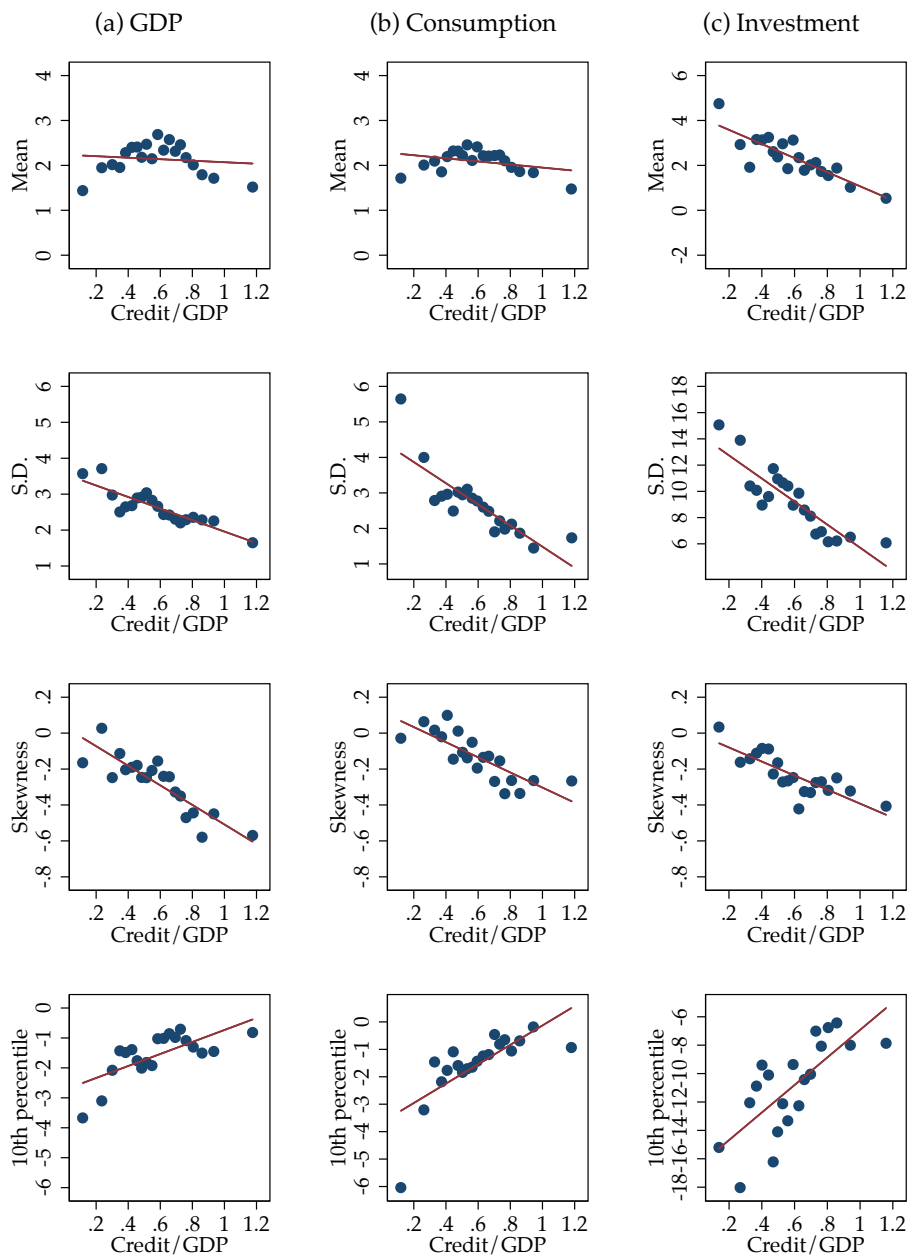 (a) GDP (b) Consumption (c) Investment
Mean
0 1 2 3 4
.2 .4 .6 .8 1 1.2
Credit/GDP
Mean
0 1 2 3 4
.2 .4 .6 .8 1 1.2
Credit/GDP
Mean
-2 0 2 4 6
.2 .4 .6 .8 1 1.2
Credit/GDP
S.D.
1 2 3 4 5 6
.2 .4 .6 .8 1 1.2
Credit/GDP
S.D.
1 2 3 4 5 6
.2 .4 .6 .8 1 1.2
Credit/GDP
S.D.
6 8 10 12 14 16 18
.2 .4 .6 .8 1 1.2
Credit/GDP
Skewness
-.8 -.6 -.4 -.2 0 .2
.2 .4 .6 .8 1 1.2
Credit/GDP
Skewness
-.8 -.6 -.4 -.2 0 .2
.2 .4 .6 .8 1 1.2
Credit/GDP
Skewness
-.8 -.6 -.4 -.2 0 .2
.2 .4 .6 .8 1 1.2
Credit/GDP
10th percentile
-6 -5 -4 -3 -2 -1 0
.2 .4 .6 .8 1 1.2
Credit/GDP
10th percentile
-6 -5 -4 -3 -2 -1 0
.2 .4 .6 .8 1 1.2
Credit/GDP
10th percentile
-18 -16 -14 -12 -10 -8 -6
.2 .4 .6 .8 1 1.2
Credit/GDP